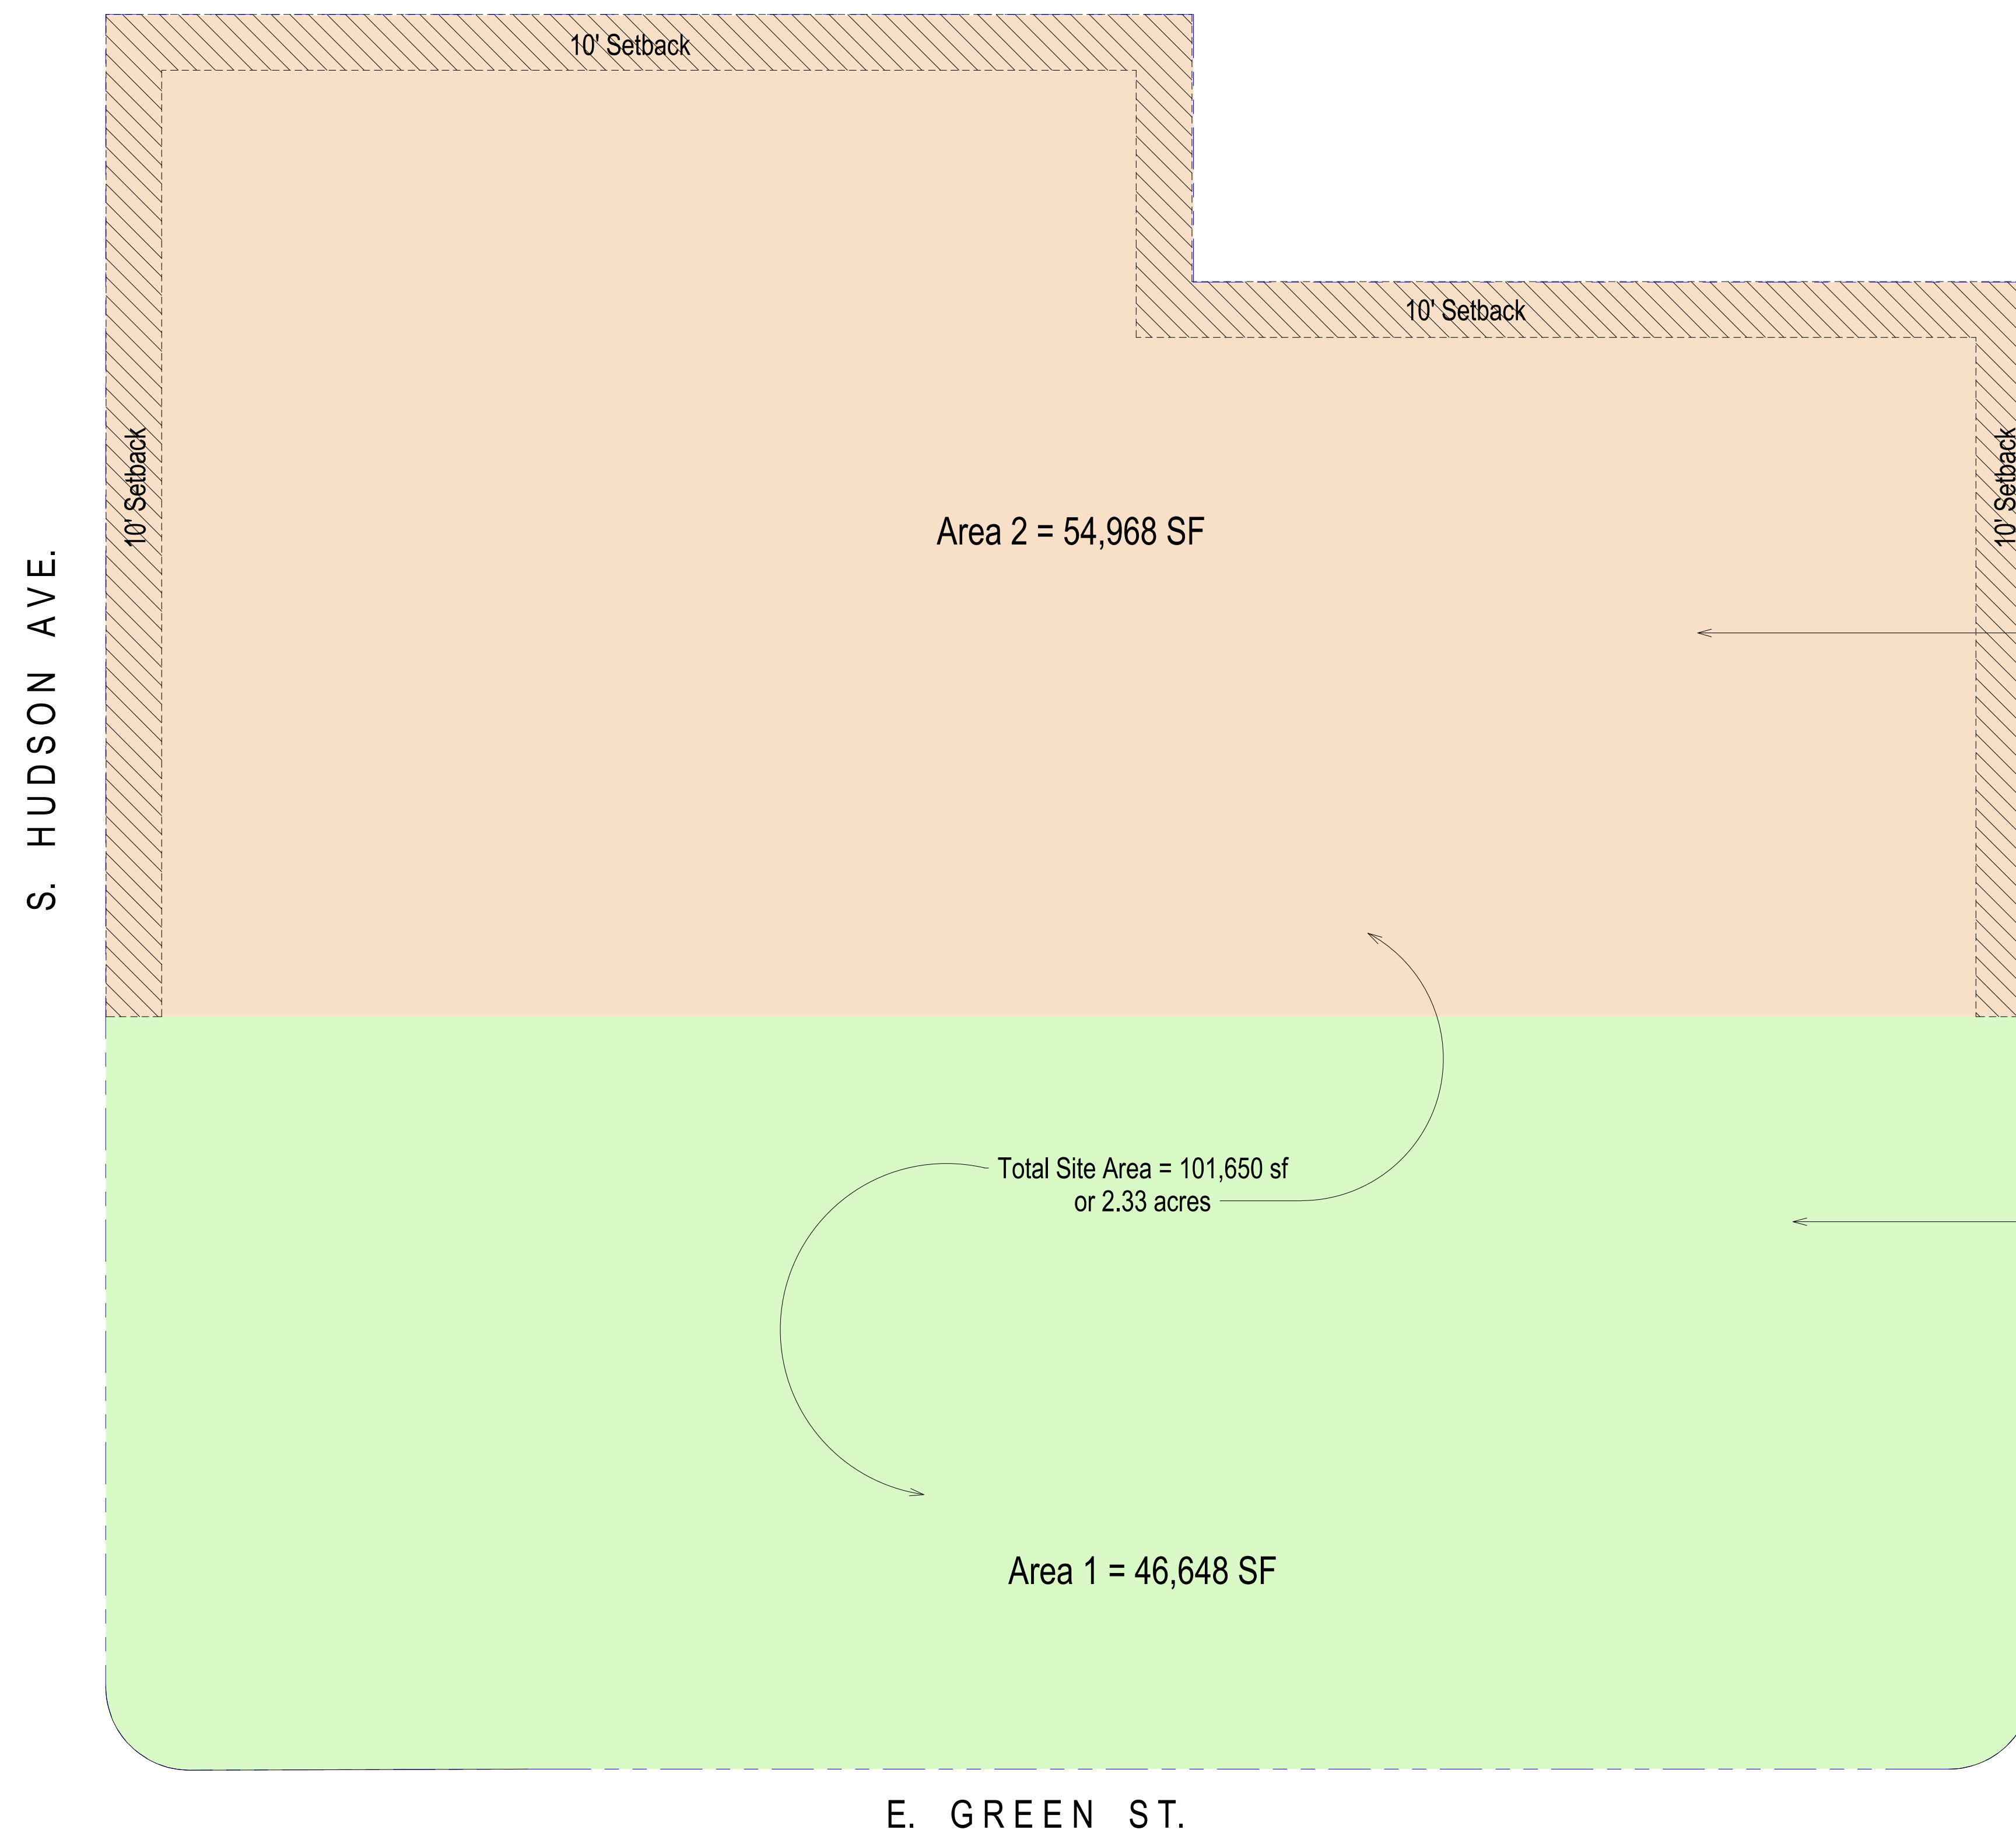 10' Setback
10' Setback
10' Setback
10' Setback
Area 2 = 54,968 SF
S. HUDSON AVE.
Total Site Area = 101,650 sf
or 2.33 acres
Area 1 = 46,648 SF
E. GREEN ST.